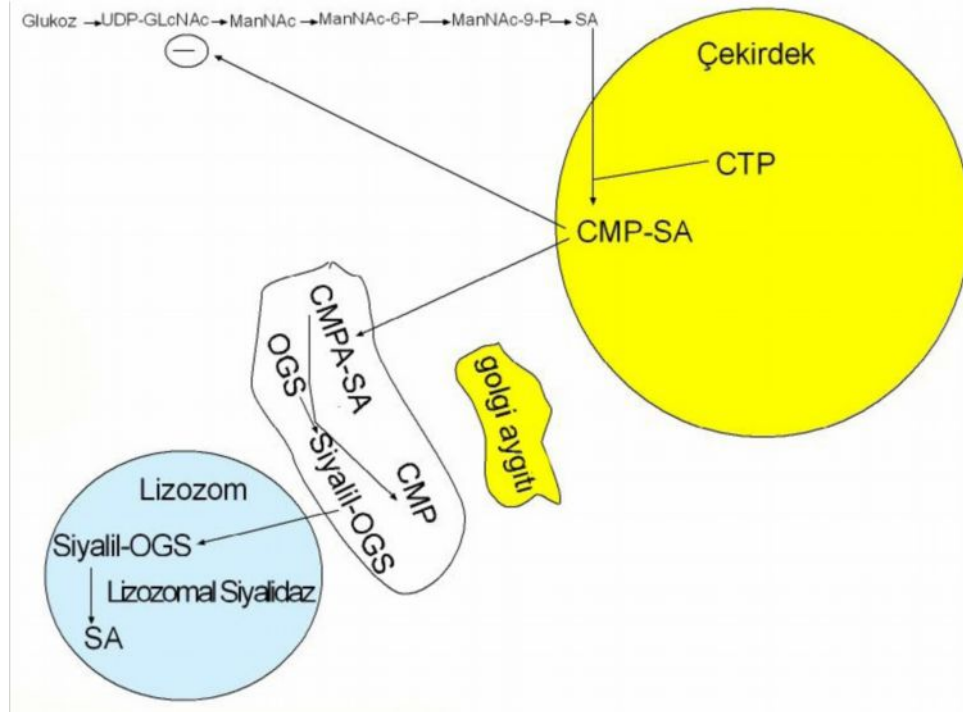 Glukoz → UDP-GLcNAc → ManNAc → ManNAc-6-P → ManNAc-9-P → SA
—
Çekirdek
CTP
CMP-SA
CMPA-SA
OGS
Siyalil-OGS
CMP
golgi aygıtı
Lizozom
Siyalil-OGS
Lizozomal Siyalidaz
SA